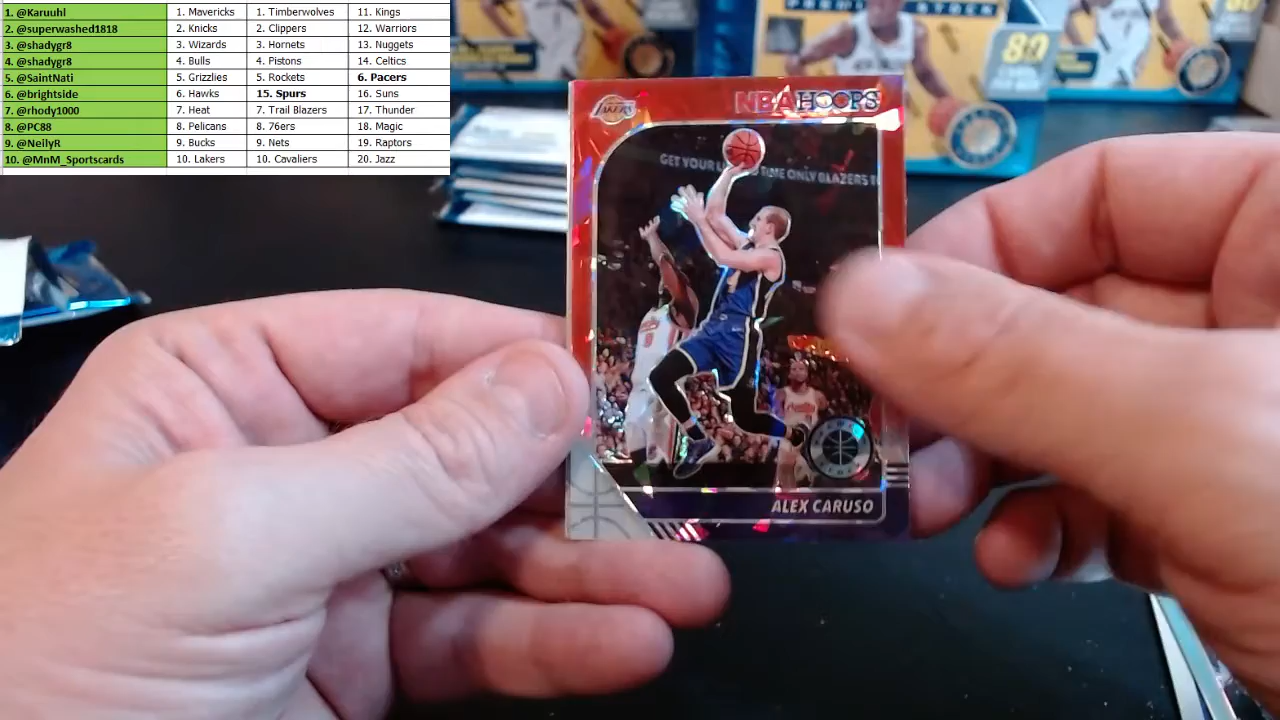 1. @Karuuhl 1. Mavericks 1. Timberwolves 11. Kings
2. @superwashed1818 2. Knicks 2. Clippers 12. Warriors
3. @shadygr8 3. Wizards 3. Hornets 13. Nuggets
4. @shadygr8 4. Bulls 4. Pistons 14. Celtics
5. @SaintNati 5. Grizzlies 5. Rockets 6. Pacers
6. @brightside 6. Hawks 15. Spurs 16. Suns
7. @rhody1000 7. Heat 7. Trail Blazers 17. Thunder
8. @PC88 8. Pelicans 8. 76ers 18. Magic
9. @NeilyR 9. Bucks 9. Nets 19. Raptors
10. @MnM_Sportscards 10. Lakers 10. Cavaliers 20. Jazz
80
LAKERS
NBA HOOPS
GET YOUR TIME ONLY BLAZERS
ALEX CARUSO